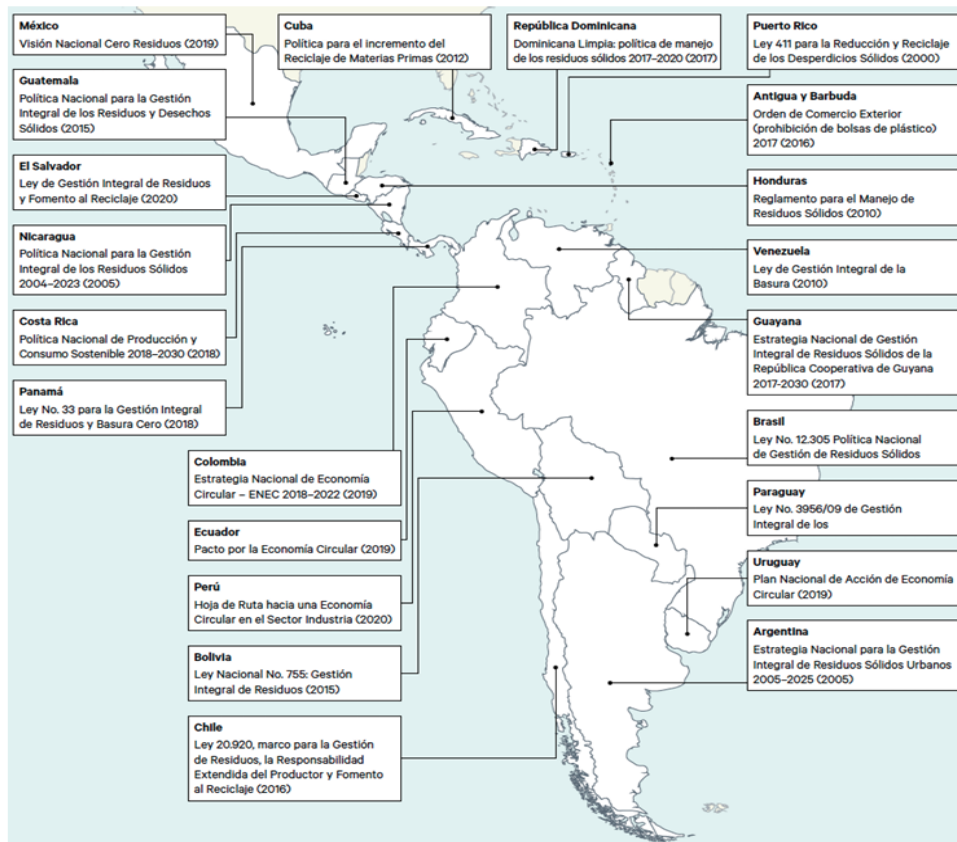 México
Visión Nacional Cero Residuos (2019)
Guatemala
Política Nacional para la Gestión
Integral de los Residuos y Desechos
Sólidos (2015)
El Salvador
Ley de Gestión Integral de Residuos
y Fomento al Reciclaje (2020)
Nicaragua
Política Nacional para la Gestión
Integral de los Residuos Sólidos
2004–2023 (2005)
Costa Rica
Política Nacional de Producción y
Consumo Sostenible 2018–2030 (2018)
Panamá
Ley No. 33 para la Gestión Integral
de Residuos y Basura Cero (2018)
Cuba
Política para el incremento del
Reciclaje de Materias Primas (2012)
República Dominicana
Dominicana Limpia: política de manejo
de los residuos sólidos 2017–2020 (2017)
Puerto Rico
Ley 411 para la Reducción y Reciclaje
de los Desperdicios Sólidos (2000)
Antigua y Barbuda
Orden de Comercio Exterior
(prohibición de bolsas de plástico)
2017 (2016)
Honduras
Reglamento para el Manejo de
Residuos Sólidos (2010)
Venezuela
Ley de Gestión Integral de la
Basura (2010)
Guayana
Estrategia Nacional de Gestión
Integral de Residuos Sólidos de la
República Cooperativa de Guyana
2017-2030 (2017)
Brasil
Ley No. 12.305 Política Nacional
de Gestión de Residuos Sólidos
Paraguay
Ley No. 3956/09 de Gestión
Integral de los
Uruguay
Plan Nacional de Acción de Economía
Circular (2019)
Argentina
Estrategia Nacional para la Gestión
Integral de Residuos Sólidos Urbanos
2005–2025 (2005)
Colombia
Estrategia Nacional de Economía
Circular – ENEC 2018–2022 (2019)
Ecuador
Pacto por la Economía Circular (2019)
Perú
Hoja de Ruta hacia una Economía
Circular en el Sector Industria (2020)
Bolivia
Ley Nacional No. 755: Gestión
Integral de Residuos (2015)
Chile
Ley 20.920, marco para la Gestión
de Residuos, la Responsabilidad
Extendida del Productor y Fomento
al Reciclaje (2016)